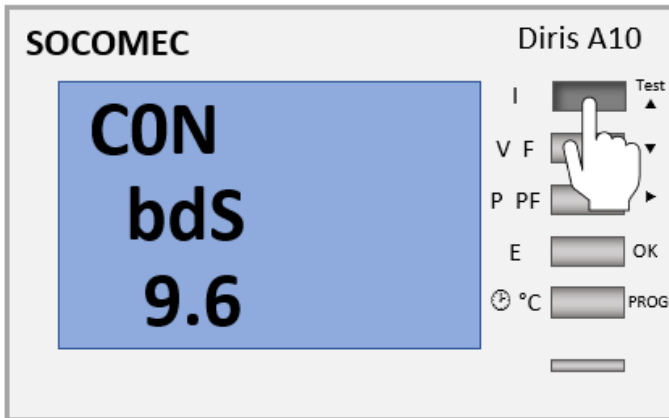 SOCOMEC
Diris A10
C0N
bdS
9.6
I Test ▲
V F ▼
P PF ►
E OK
🕑 °C PROG